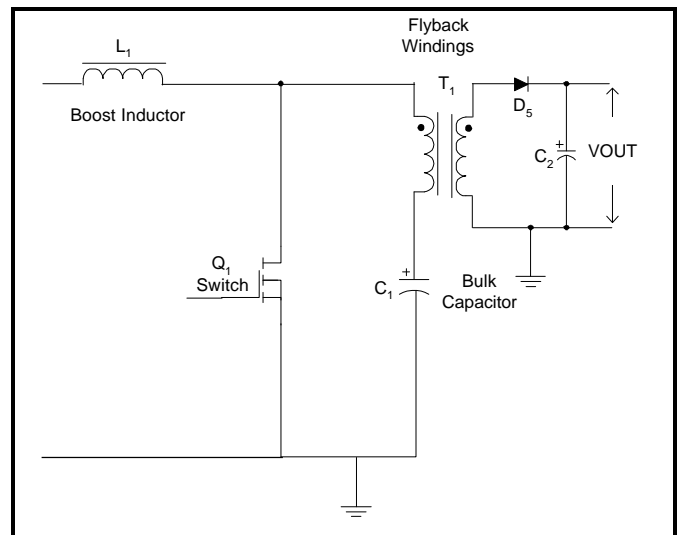 Flyback
Windings
L1
T1
Boost Inductor
D5
+
C2
VOUT
Q1
Switch
+
C1
Bulk
Capacitor